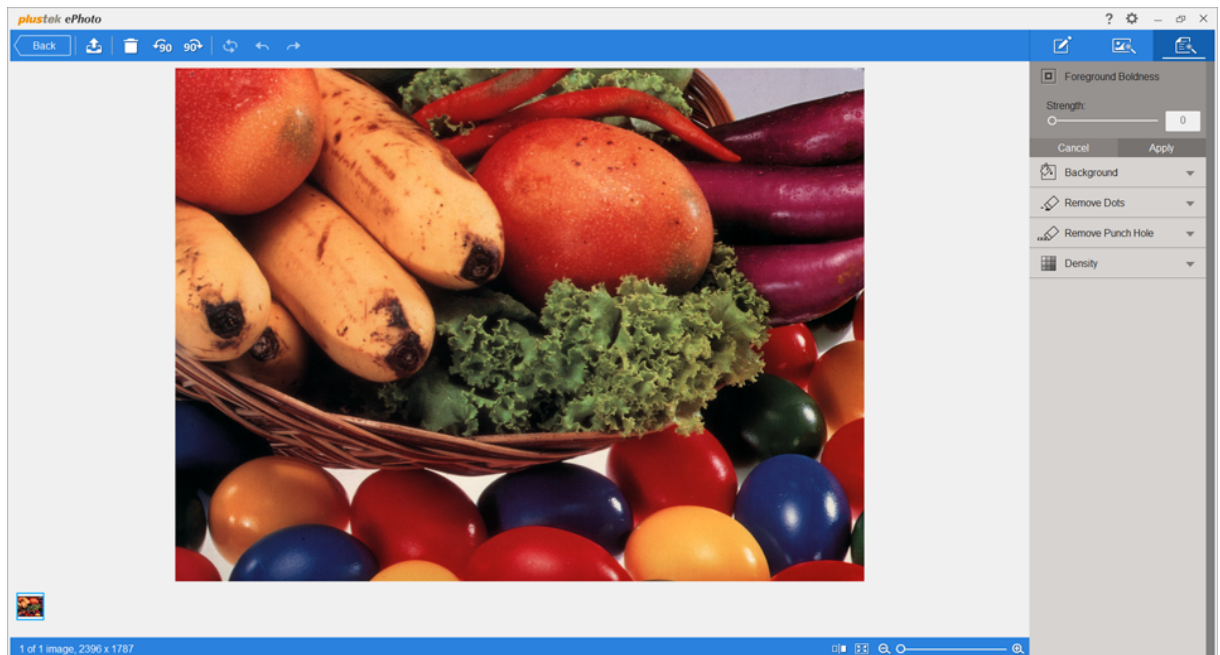 plustek ePhoto
?
Back
90 90
Foreground Boldness
Strength:
0
Cancel Apply
Background
Remove Dots
Remove Punch Hole
Density
1 of 1 image, 2396 x 1787